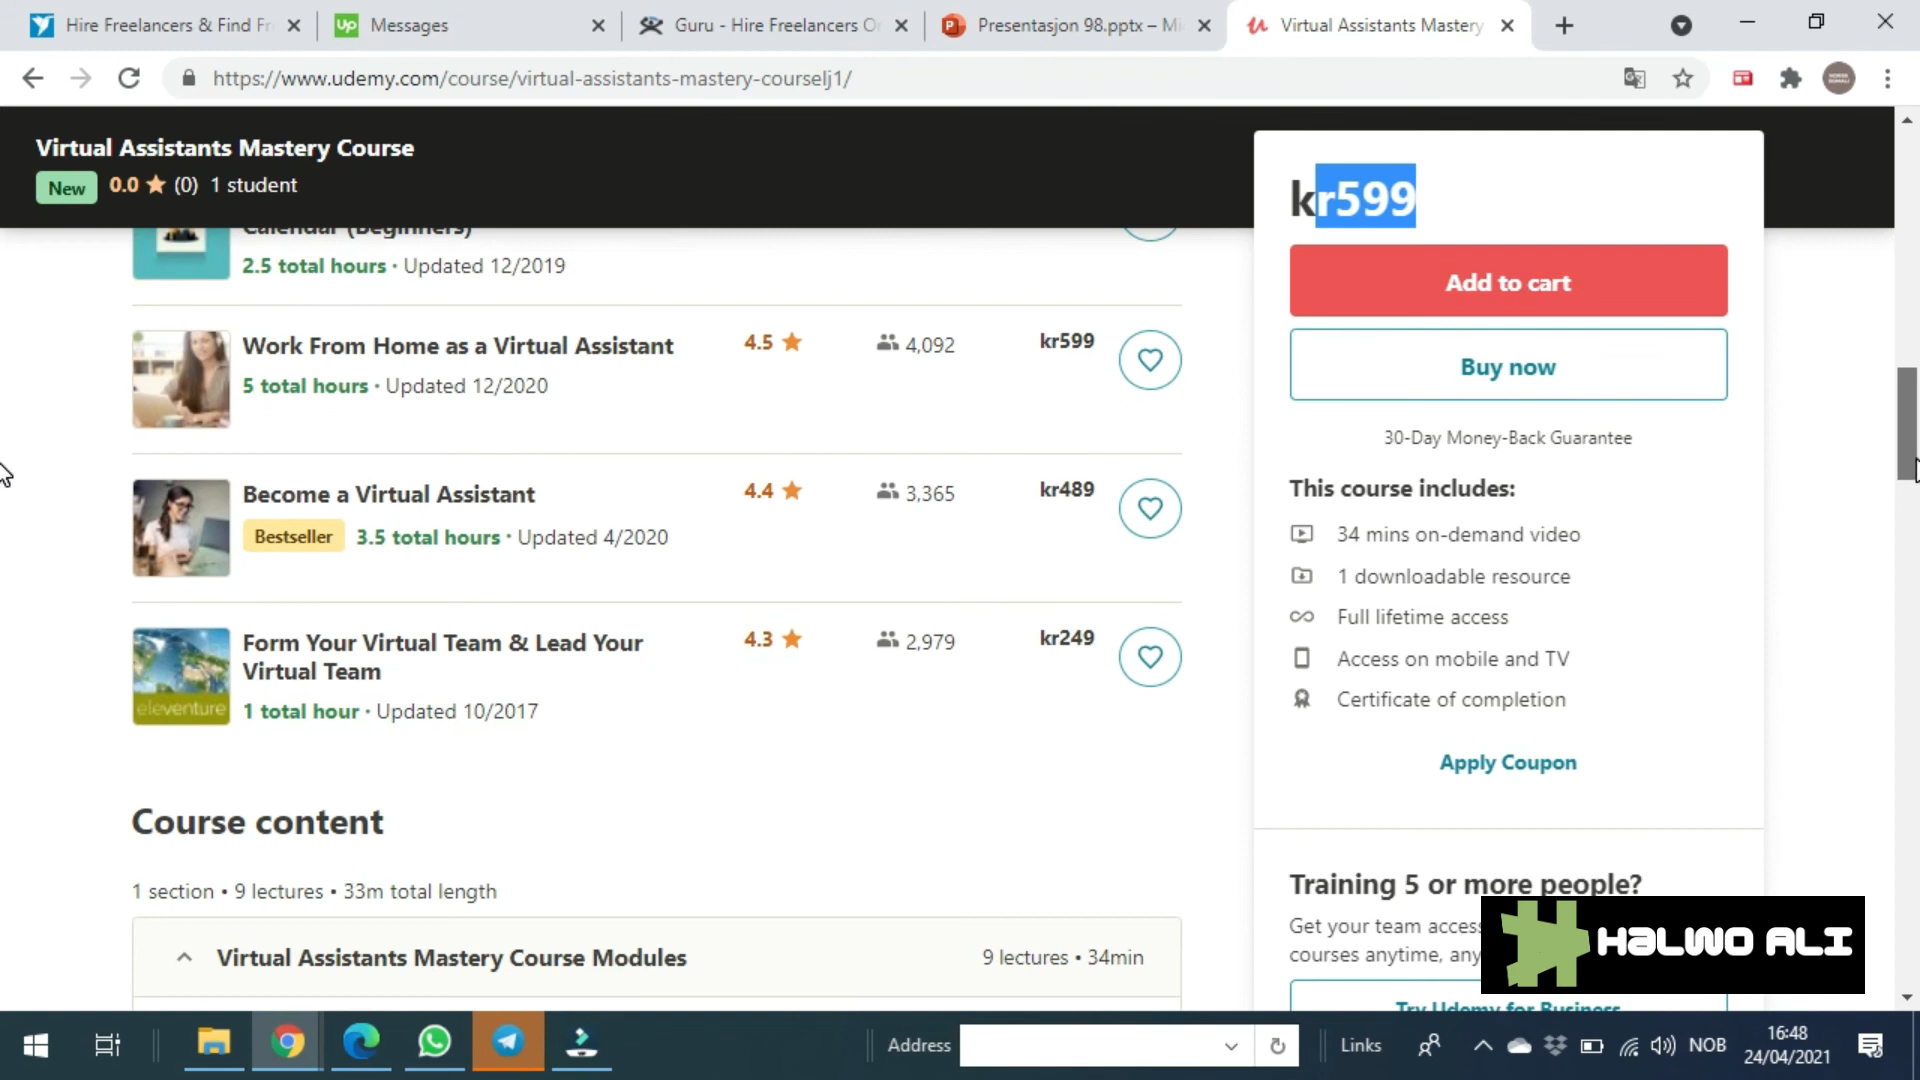 Hire Freelancers & Find Fr
Messages
Guru - Hire Freelancers O
Presentasjon 98.pptx – Mi
Virtual Assistants Mastery
https://www.udemy.com/course/virtual-assistants-mastery-courselj1/
Virtual Assistants Mastery Course
New 0.0 (0) 1 student
kr599
Add to cart
Buy now
30-Day Money-Back Guarantee
This course includes:
34 mins on-demand video
1 downloadable resource
Full lifetime access
Access on mobile and TV
Certificate of completion
Apply Coupon
Training 5 or more people?
Get your team access
courses anytime, any
Try Udemy for Business
Calendar (Beginners)
2.5 total hours · Updated 12/2019
Work From Home as a Virtual Assistant 4.5 4,092 kr599
5 total hours · Updated 12/2020
Become a Virtual Assistant 4.4 3,365 kr489
Bestseller 3.5 total hours · Updated 4/2020
Form Your Virtual Team & Lead Your
Virtual Team
4.3 2,979 kr249
1 total hour · Updated 10/2017
eleventure
Course content
1 section • 9 lectures • 33m total length
Virtual Assistants Mastery Course Modules 9 lectures • 34min
HALWO ALI
Address
Links
NOB
16:48
24/04/2021